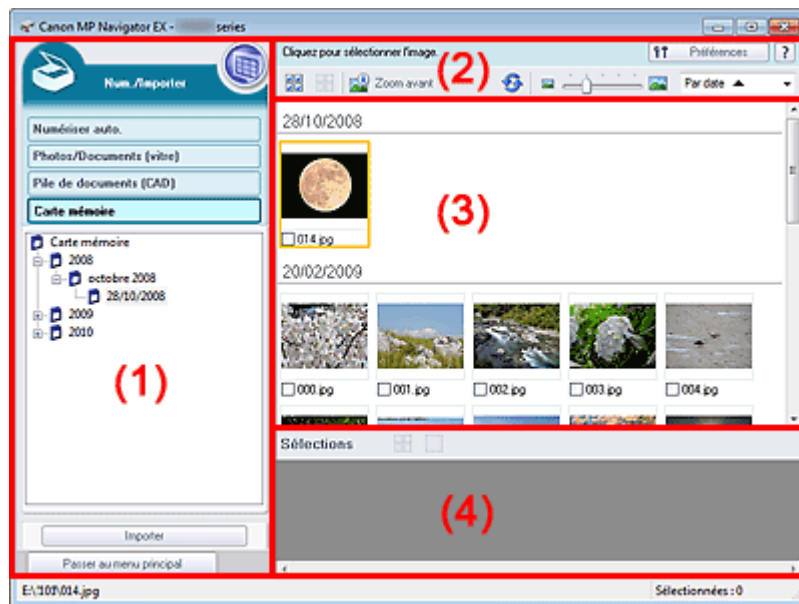 Canon MP Navigator EX - series
Num./Importer
Numériser auto.
Photos/Documents (vitre)
Pile de documents (CAD)
Carte mémoire
Carte mémoire
2008
octobre 2008
28/10/2008
2009
2010
(1)
Importer
Passer au menu principal
Cliquez pour sélectionner l'image.
Préférences
?
(2)
Zoom avant
Par date
28/10/2008
014.jpg
(3)
20/02/2009
000.jpg
001.jpg
002.jpg
003.jpg
004.jpg
Sélections
(4)
E:\103\014.jpg
Sélectionnées : 0